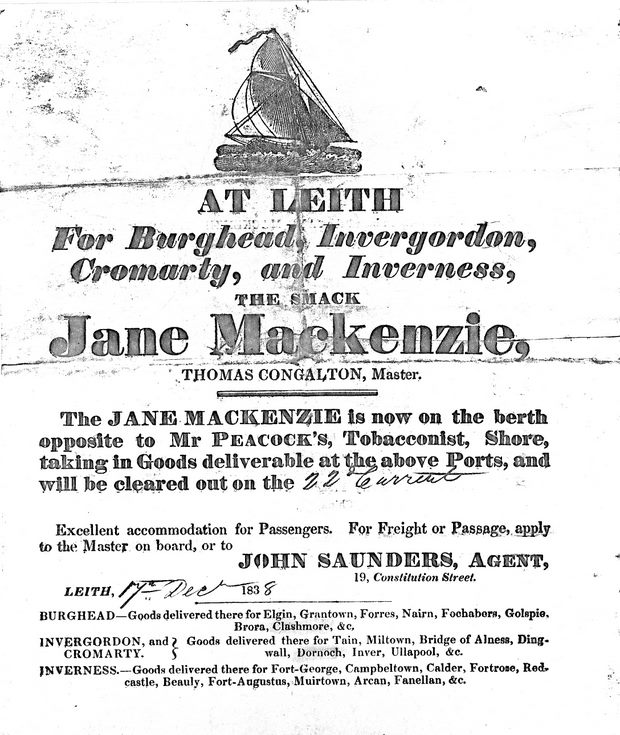 AT LEITH
For Burghead, Invergordon,
Cromarty, and Inverness,
THE SMACK
Jane Mackenzie,
THOMAS CONGALTON, Master.
The JANE MACKENZIE is now on the berth
opposite to Mr PEACOCK'S, Tobacconist, Shore,
taking in Goods deliverable at the above Ports, and
will be cleared out on the 22d Current
Excellent accommodation for Passengers. For Freight or Passage, apply
to the Master on board, or to
JOHN SAUNDERS, AGENT,
19, Constitution Street.
LEITH, 17th Decr 1838
BURGHEAD—Goods delivered there for Elgin, Grantown, Forres, Nairn, Fochabers, Golspie,
Brora, Clashmore, &c.
INVERGORDON, and } Goods delivered there for Tain, Miltown, Bridge of Alness, Ding-
CROMARTY. } wall, Dornoch, Inver, Ullapool, &c.
INVERNESS.—Goods delivered there for Fort-George, Campbeltown, Calder, Fortrose, Red-
castle, Beauly, Fort-Augustus, Muirtown, Arcan, Fanellan, &c.